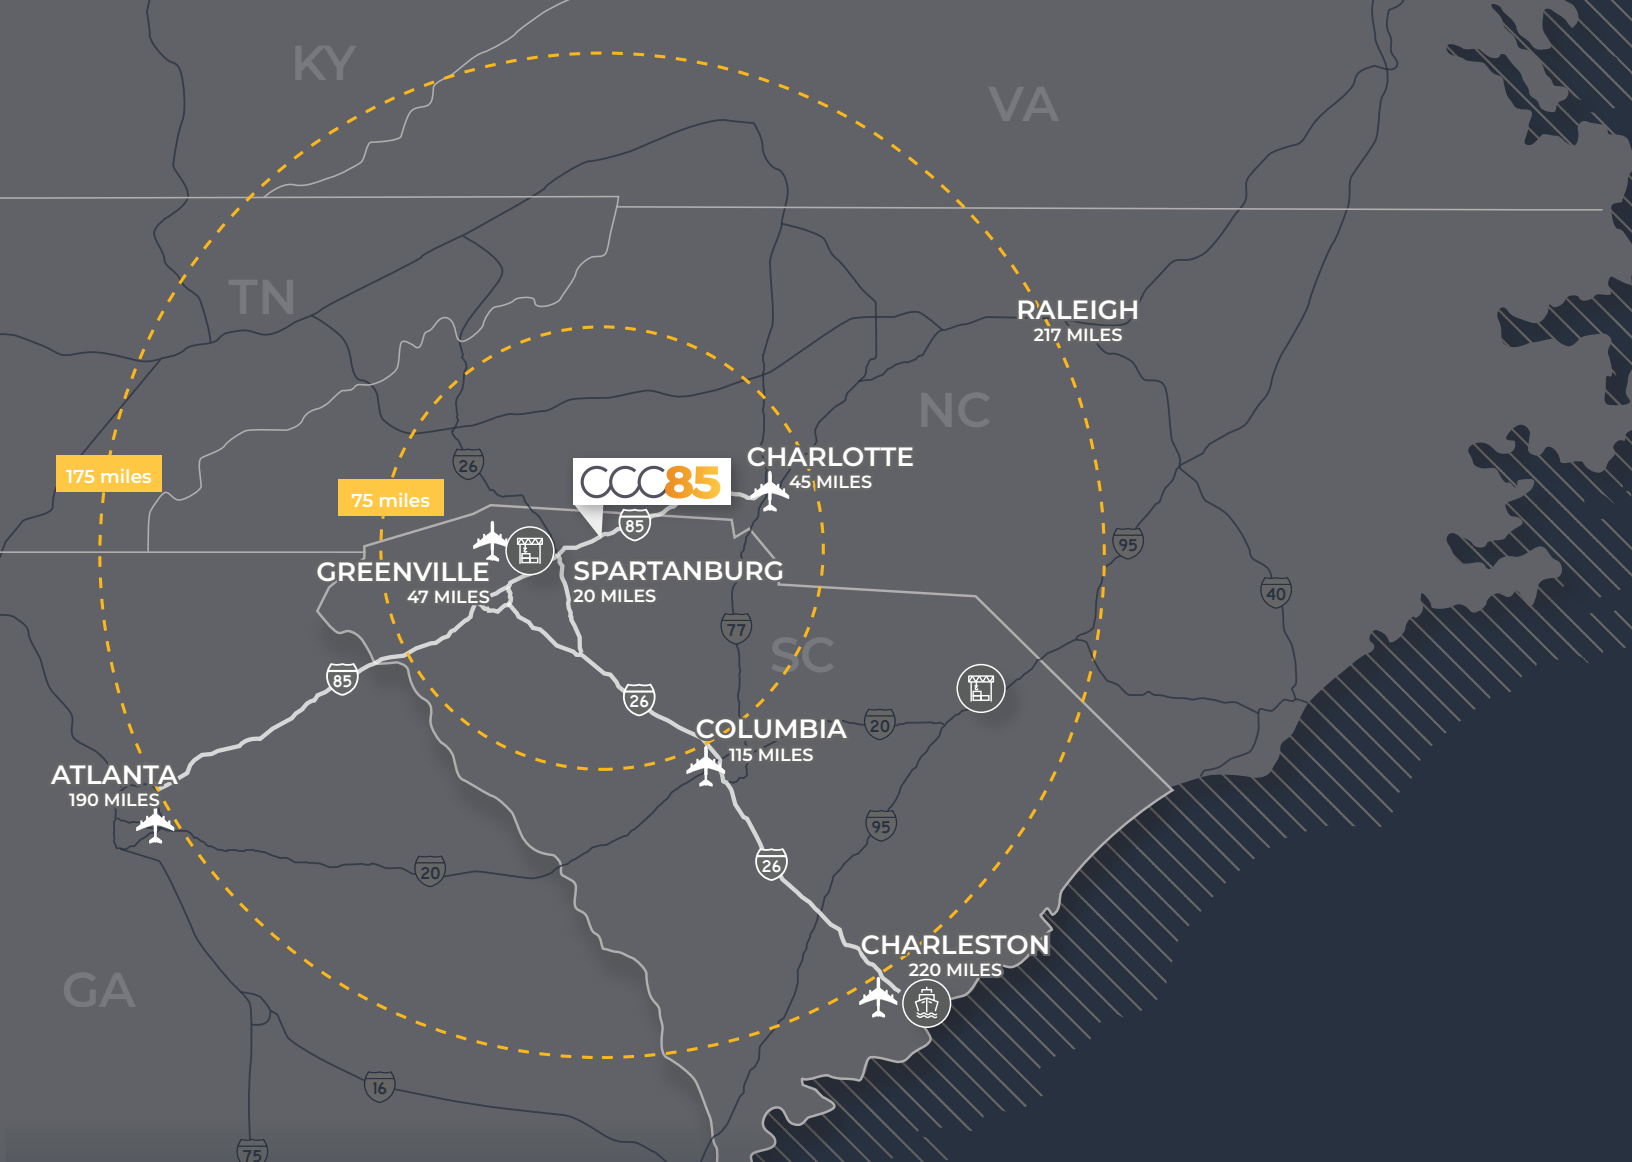 KY
VA
TN
RALEIGH
217 MILES
NC
175 miles
75 miles
26
CCC85
CHARLOTTE
45 MILES
85
95
GREENVILLE
47 MILES
SPARTANBURG
20 MILES
40
77
SC
85
26
20
COLUMBIA
115 MILES
ATLANTA
190 MILES
95
26
20
CHARLESTON
220 MILES
GA
16
75